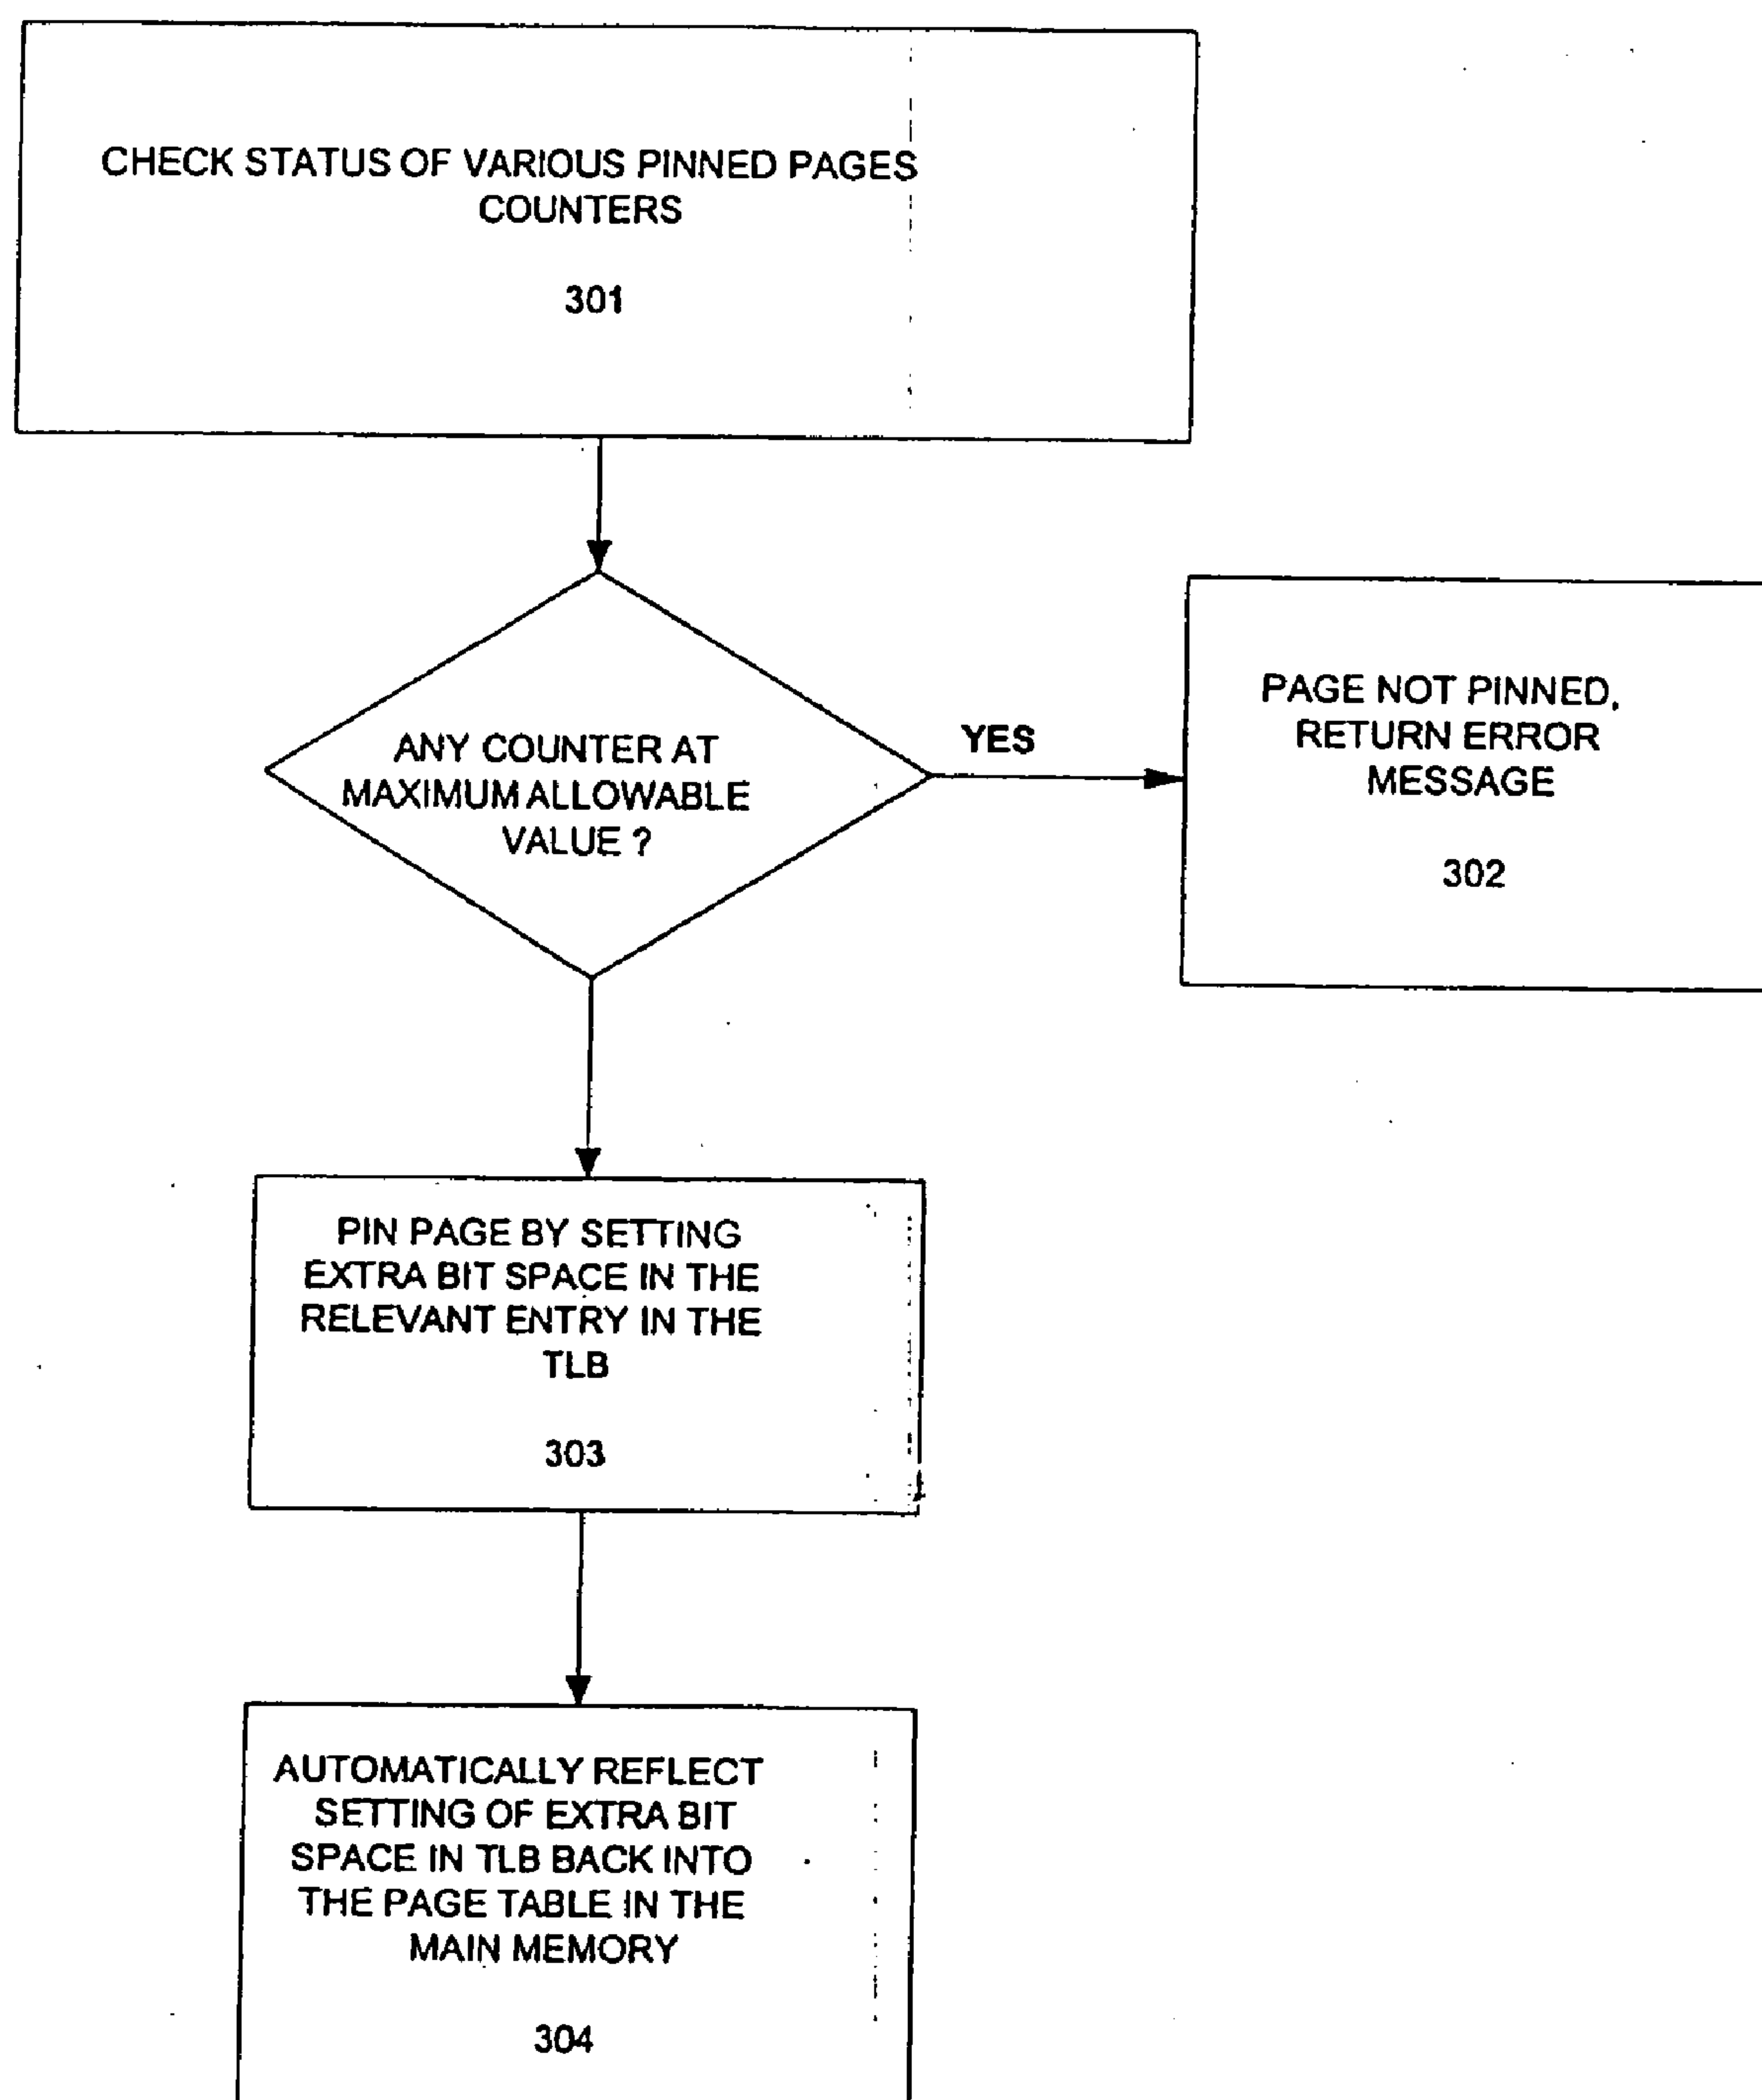 CHECK STATUS OF VARIOUS PINNED PAGES
COUNTERS
301
ANY COUNTER AT
MAXIMUM ALLOWABLE
VALUE ?
YES
PAGE NOT PINNED,
RETURN ERROR
MESSAGE
302
PIN PAGE BY SETTING
EXTRA BIT SPACE IN THE
RELEVANT ENTRY IN THE
TLB
303
AUTOMATICALLY REFLECT
SETTING OF EXTRA BIT
SPACE IN TLB BACK INTO
THE PAGE TABLE IN THE
MAIN MEMORY
304